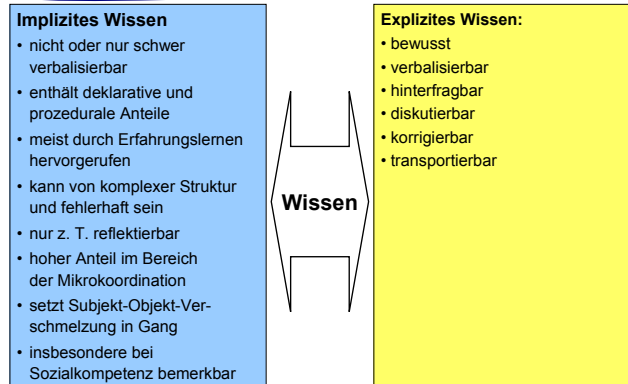 Implizites Wissen
• nicht oder nur schwer
verbalisierbar
• enthält deklarative und
prozedurale Anteile
• meist durch Erfahrungslernen
hervorgerufen
• kann von komplexer Struktur
und fehlerhaft sein
• nur z. T. reflektierbar
• hoher Anteil im Bereich
der Mikrokoordination
• setzt Subjekt-Objekt-Ver-
schmelzung in Gang
• insbesondere bei
Sozialkompetenz bemerkbar
Wissen
Explizites Wissen:
• bewusst
• verbalisierbar
• hinterfragbar
• diskutierbar
• korrigierbar
• transportierbar